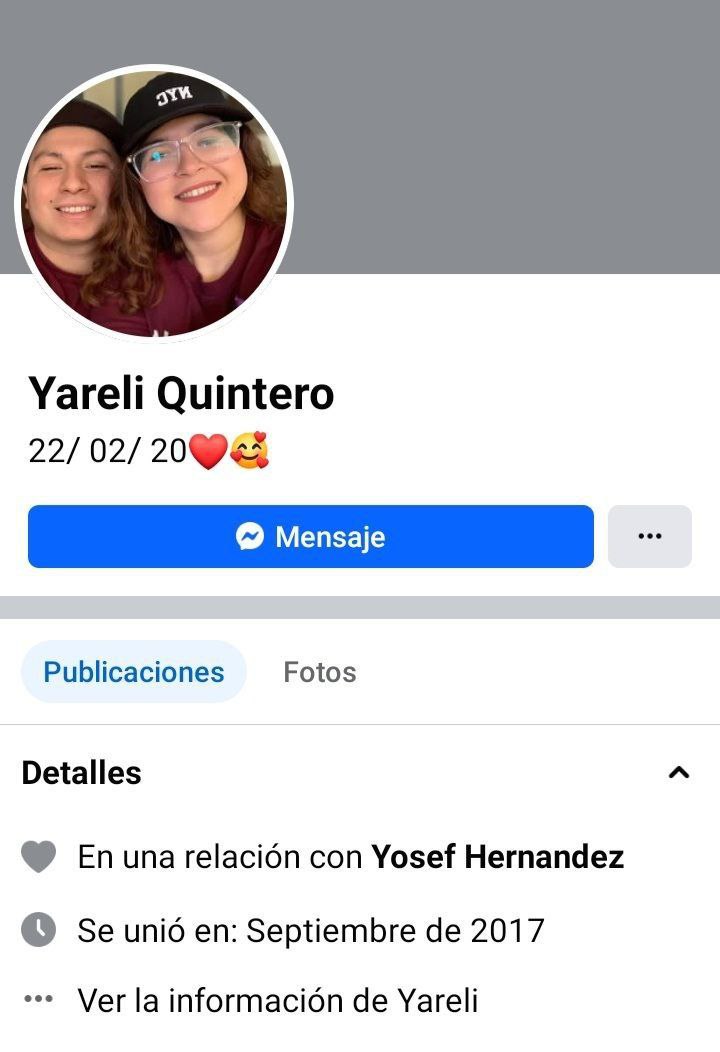 NYC
Yareli Quintero
22/ 02/ 20❤️🥰
Mensaje
Publicaciones
Fotos
Detalles
En una relación con Yosef Hernandez
Se unió en: Septiembre de 2017
Ver la información de Yareli